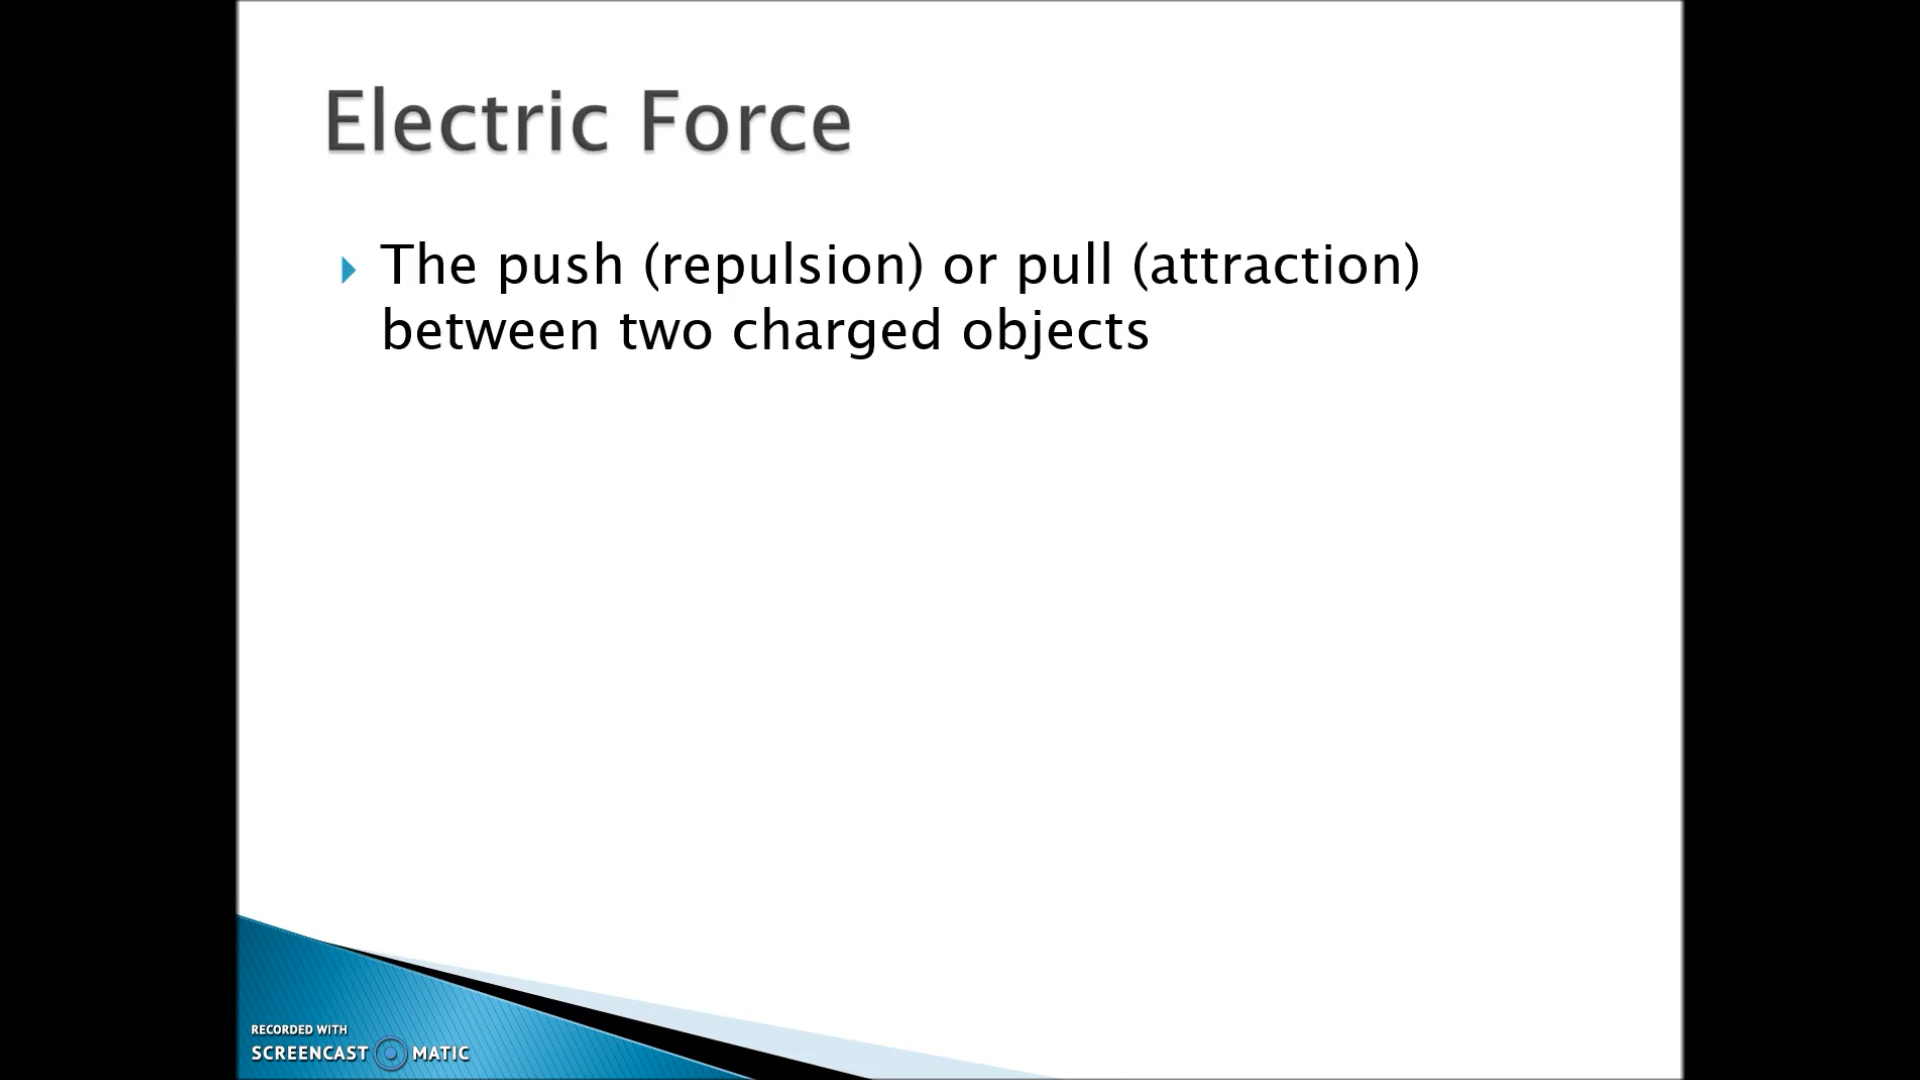 Electric Force
The push (repulsion) or pull (attraction)
between two charged objects
RECORDED WITH
SCREENCAST MATIC